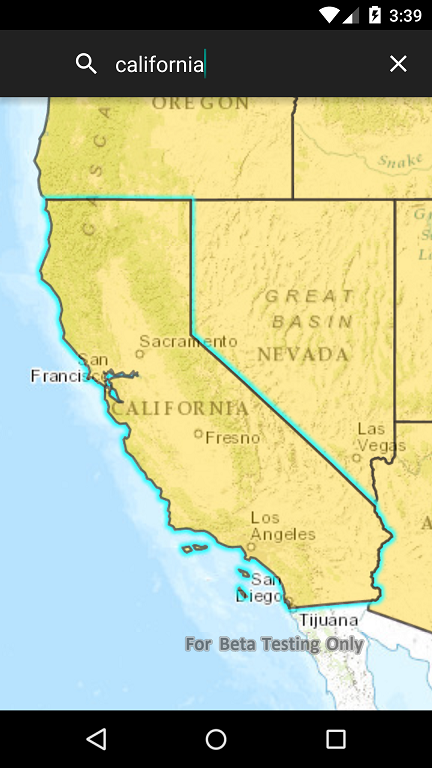 3:39
california
OREGON
CASCA
Snake
GREAT
BASIN
NEVADA
Sacramento
San
Francisco
CALIFORNIA
Fresno
Las
Vegas
Los
Angeles
San
Diego
Tijuana
For Beta Testing Only